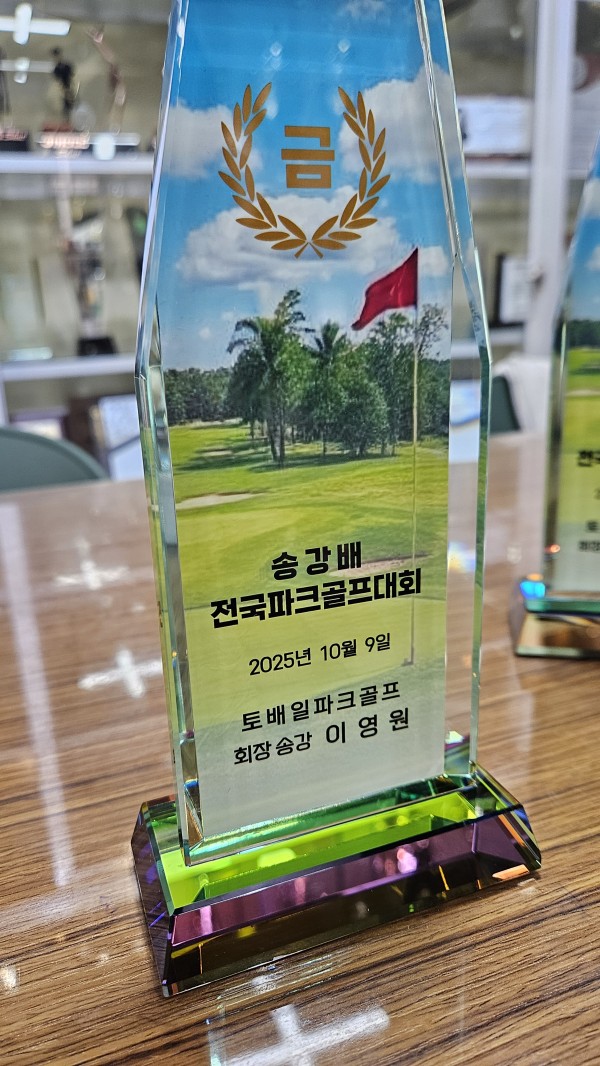 금
송강배
전국파크골프대회
2025년 10월 9일
토배일파크골프
회장 송강 이영원